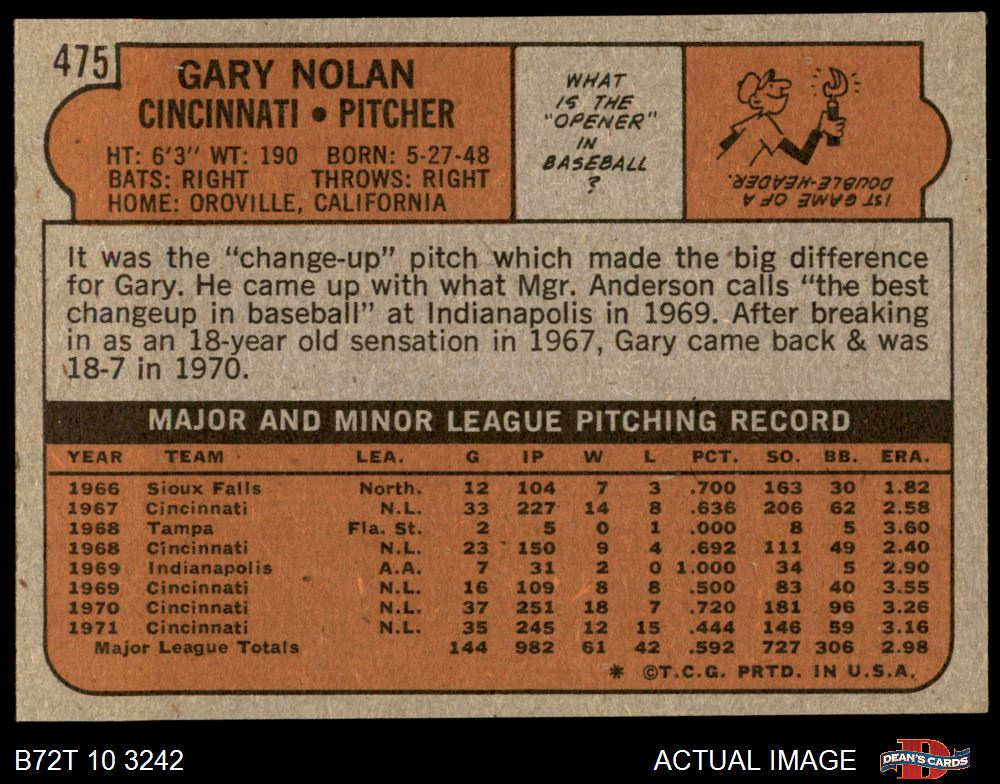 475
GARY NOLAN
CINCINNATI • PITCHER
HT: 6'3" WT: 190 BORN: 5-27-48
BATS: RIGHT THROWS: RIGHT
HOME: OROVILLE, CALIFORNIA
WHAT
IS THE
"OPENER"
IN
BASEBALL
?
1ST GAME OF A
DOUBLE-HEADER.
It was the "change-up" pitch which made the big difference
for Gary. He came up with what Mgr. Anderson calls "the best
changeup in baseball" at Indianapolis in 1969. After breaking
in as an 18-year old sensation in 1967, Gary came back & was
18-7 in 1970.
MAJOR AND MINOR LEAGUE PITCHING RECORD
YEAR TEAM LEA. G IP W L PCT. SO. BB. ERA.
1966 Sioux Falls North. 12 104 7 3 .700 163 30 1.82
1967 Cincinnati N.L. 33 227 14 8 .636 206 62 2.58
1968 Tampa Fla. St. 2 5 0 1 .000 8 5 3.60
1968 Cincinnati N.L. 23 150 9 4 .692 111 49 2.40
1969 Indianapolis A.A. 7 31 2 0 1.000 34 5 2.90
1969 Cincinnati N.L. 16 109 8 8 .500 83 40 3.55
1970 Cincinnati N.L. 37 251 18 7 .720 181 96 3.26
1971 Cincinnati N.L. 35 245 12 15 .444 146 59 3.16
Major League Totals 144 982 61 42 .592 727 306 2.98
* ©T.C.G. PRTD. IN U.S.A.
B72T 10 3242
ACTUAL IMAGE
D
DEAN'S CARDS